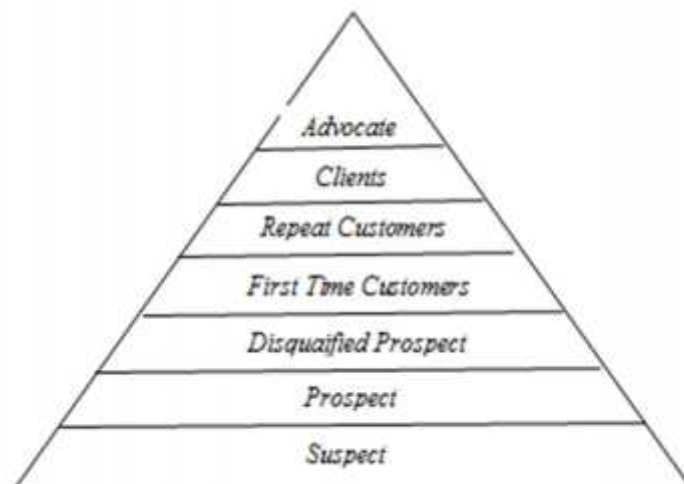 Advocate
Clients
Repeat Customers
First Time Customers
Disquaified Prospect
Prospect
Suspect